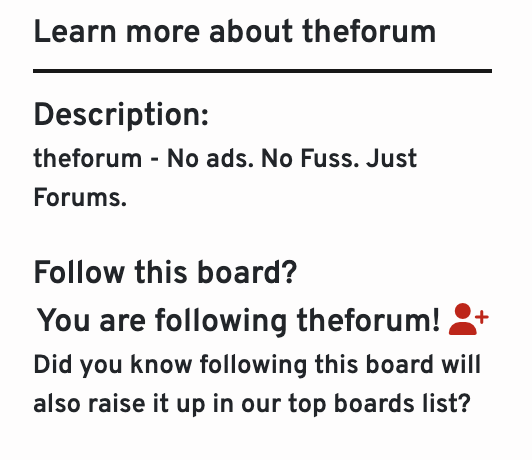 Learn more about theforum
Description:
theforum - No ads. No Fuss. Just
Forums.
Follow this board?
You are following theforum!
Did you know following this board will
also raise it up in our top boards list?